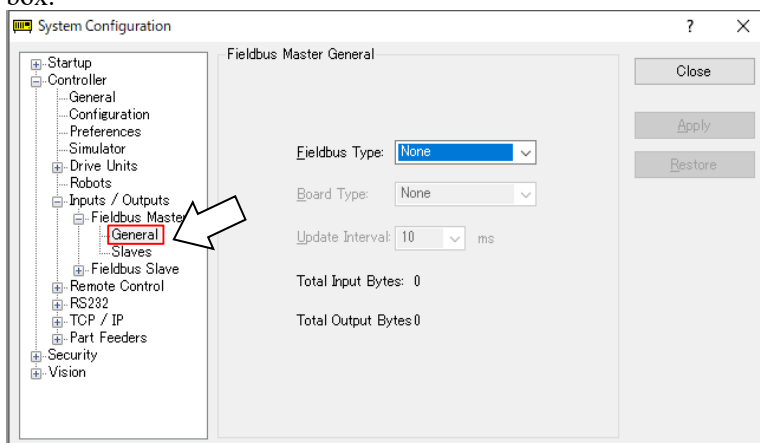 box.
System Configuration
? ×
Startup
Controller
General
Configuration
Preferences
Simulator
Drive Units
Robots
Inputs / Outputs
Fieldbus Master
General
Slaves
Fieldbus Slave
Remote Control
RS232
TCP / IP
Part Feeders
Security
Vision
Fieldbus Master General
Fieldbus Type: None
Board Type: None
Update Interval: 10 ms
Total Input Bytes: 0
Total Output Bytes 0
Close
Apply
Restore